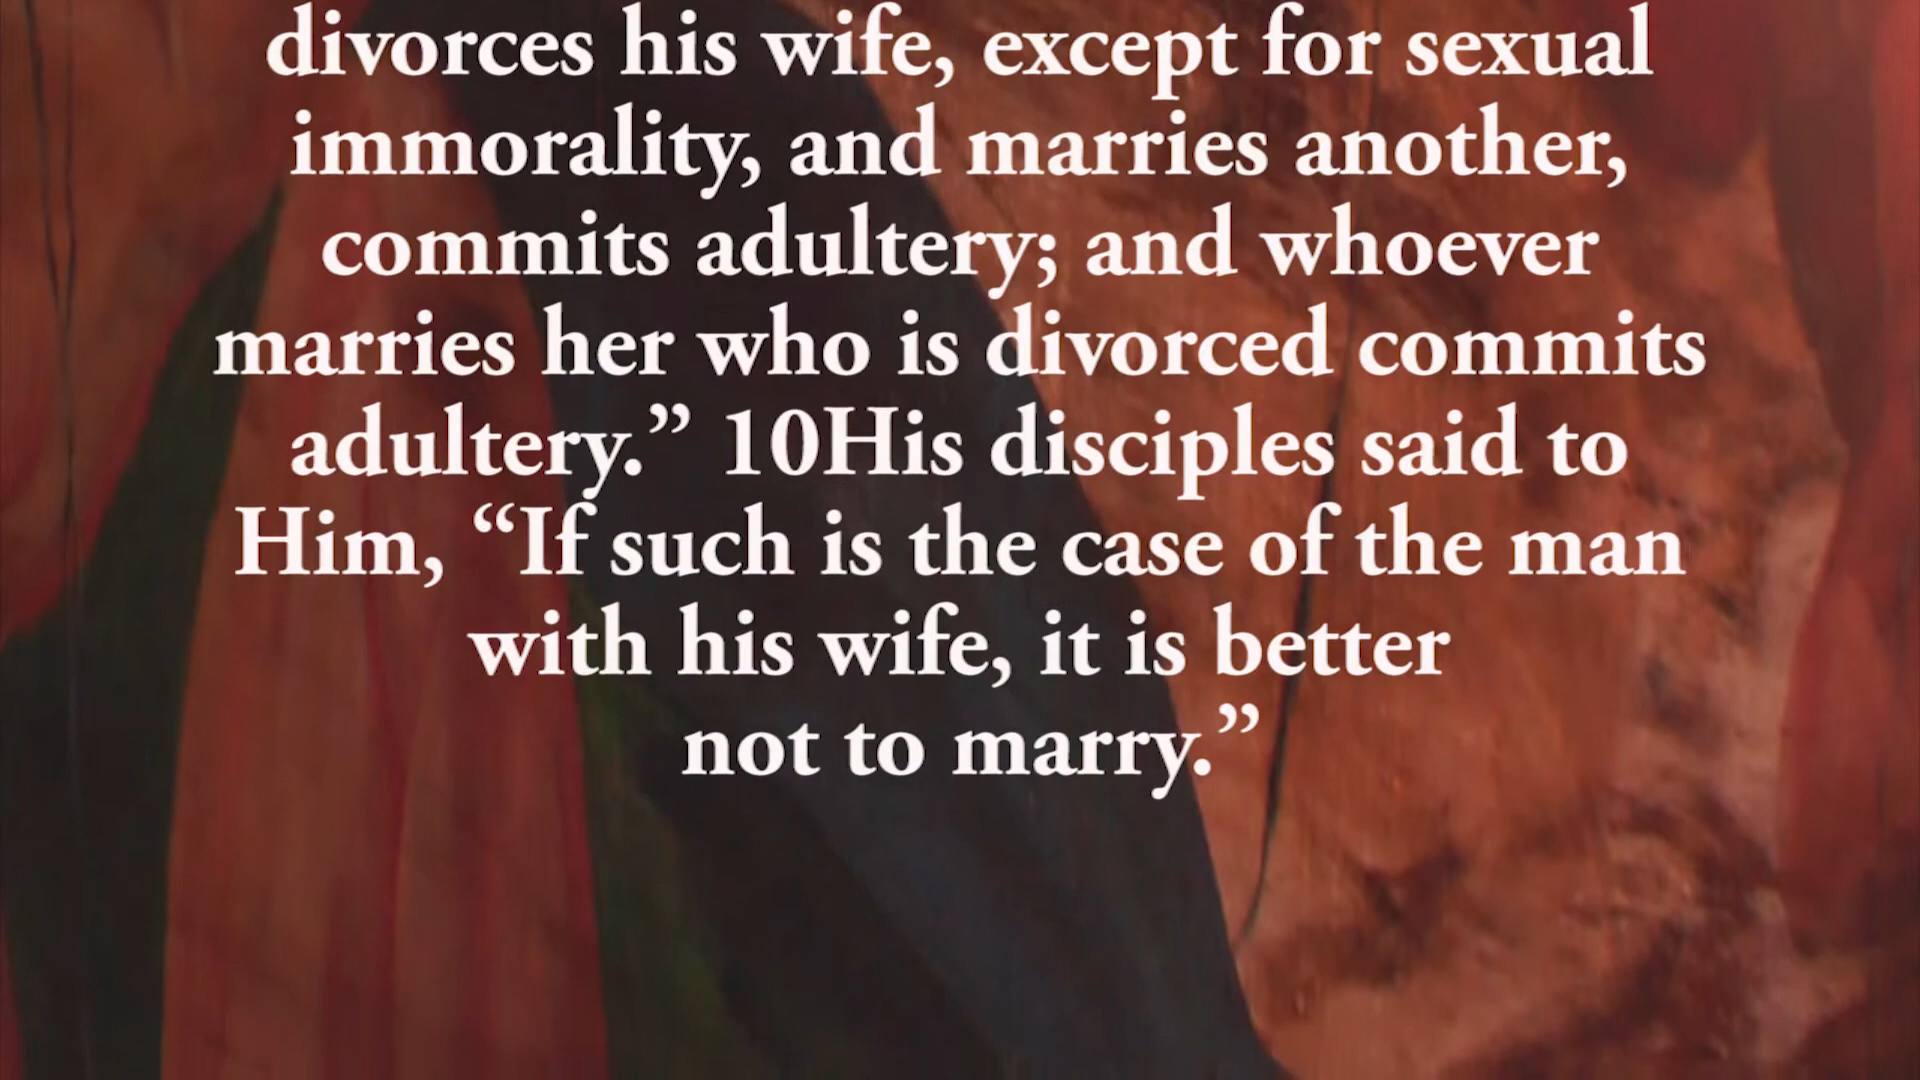 divorces his wife, except for sexual
immorality, and marries another,
commits adultery; and whoever
marries her who is divorced commits
adultery.” 10His disciples said to
Him, “If such is the case of the man
with his wife, it is better
not to marry.”